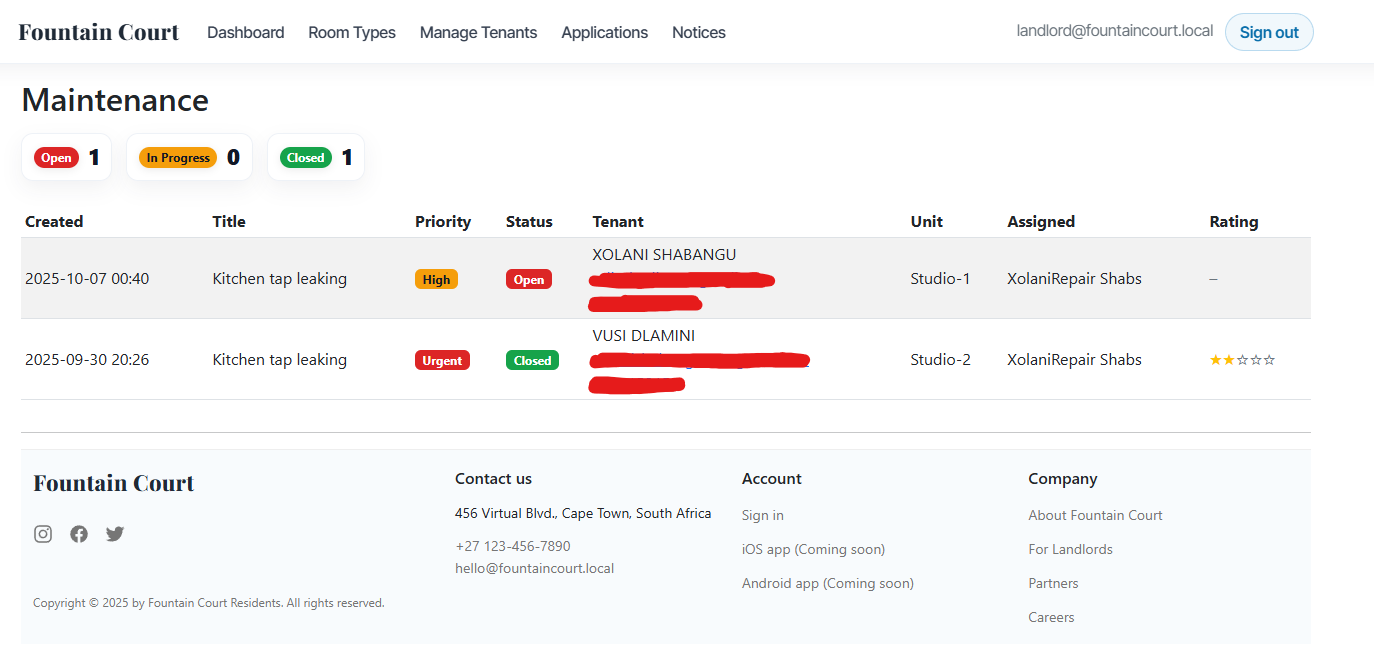 Fountain Court Dashboard Room Types Manage Tenants Applications Notices landlord@fountaincourt.local Sign out
Maintenance
Open 1 In Progress 0 Closed 1
Created Title Priority Status Tenant Unit Assigned Rating
XOLANI SHABANGU
2025-10-07 00:40 Kitchen tap leaking High Open Studio-1 XolaniRepair Shabs –
VUSI DLAMINI
2025-09-30 20:26 Kitchen tap leaking Urgent Closed Studio-2 XolaniRepair Shabs ★★☆☆☆
Fountain Court
Contact us
456 Virtual Blvd., Cape Town, South Africa
+27 123-456-7890
hello@fountaincourt.local
Account
Sign in
iOS app (Coming soon)
Android app (Coming soon)
Company
About Fountain Court
For Landlords
Partners
Careers
Copyright © 2025 by Fountain Court Residents. All rights reserved.